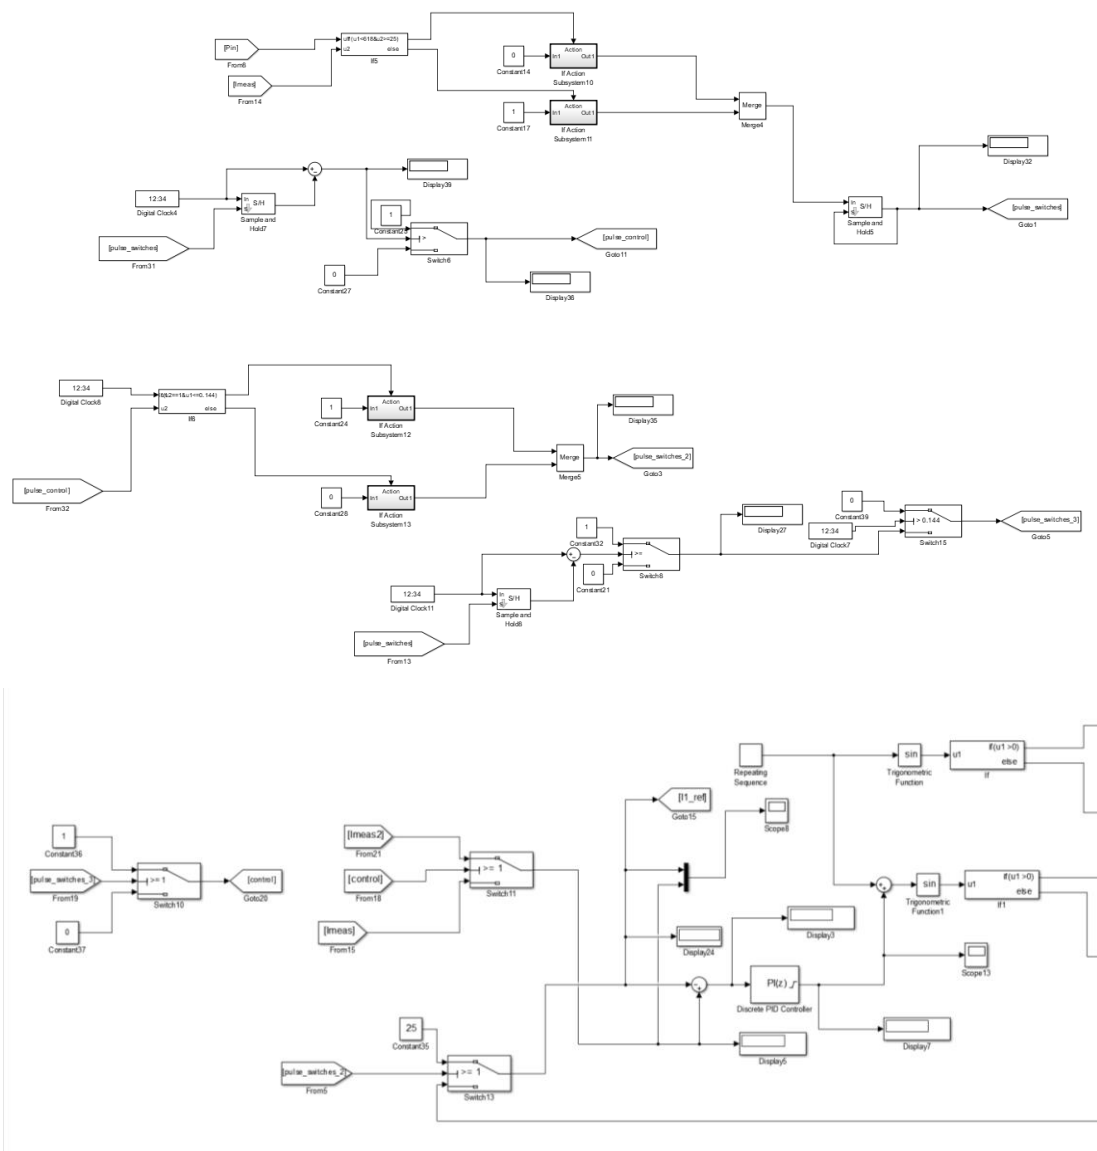 [Pin]
From6
u1if(u1<618&u2>=25)
u2
else
If5
[Imeas]
From14
0
Constant14
Action
In1
Out1
If Action
Subsystem10
1
Constant17
Action
In1
Out1
If Action
Subsystem11
Merge
Merge4
Display32
In
S/H
Sample and
Hold5
[pulse_switches]
Goto1
12:34
Digital Clock4
In
S/H
Sample and
Hold7
[pulse_switches]
From31
Display39
1
Constant25
>
Switch6
0
Constant27
[pulse_control]
Goto11
Display36
12:34
Digital Clock8
u2
else
If6
[pulse_control]
From32
1
Constant24
Action
In1
Out1
If Action
Subsystem12
0
Constant28
Action
In1
Out1
If Action
Subsystem13
Merge
Merge5
Display35
[pulse_switches_2]
Goto3
12:34
Digital Clock11
In
S/H
Sample and
Hold8
[pulse_switches]
From13
1
Constant32
0
Constant21
>=
Switch8
Display27
0
Constant39
12:34
Digital Clock7
> 0.144
Switch15
[pulse_switches_3]
Goto5
1
Constant36
[pulse_switches_3]
From19
0
Constant37
>= 1
Switch10
[control]
Goto20
[Imeas2]
From21
[control]
From18
[Imeas]
From15
>= 1
Switch11
[I1_ref]
Goto15
Scope8
Repeating
Sequence
sin
Trigonometric
Function
u1
if(u1 >0)
else
If
sin
Trigonometric
Function1
u1
if(u1 >0)
else
If1
Display24
Display3
PI(z)
Discrete PID Controller
Scope13
Display7
Display5
25
Constant35
[pulse_switches_2]
From5
>= 1
Switch13